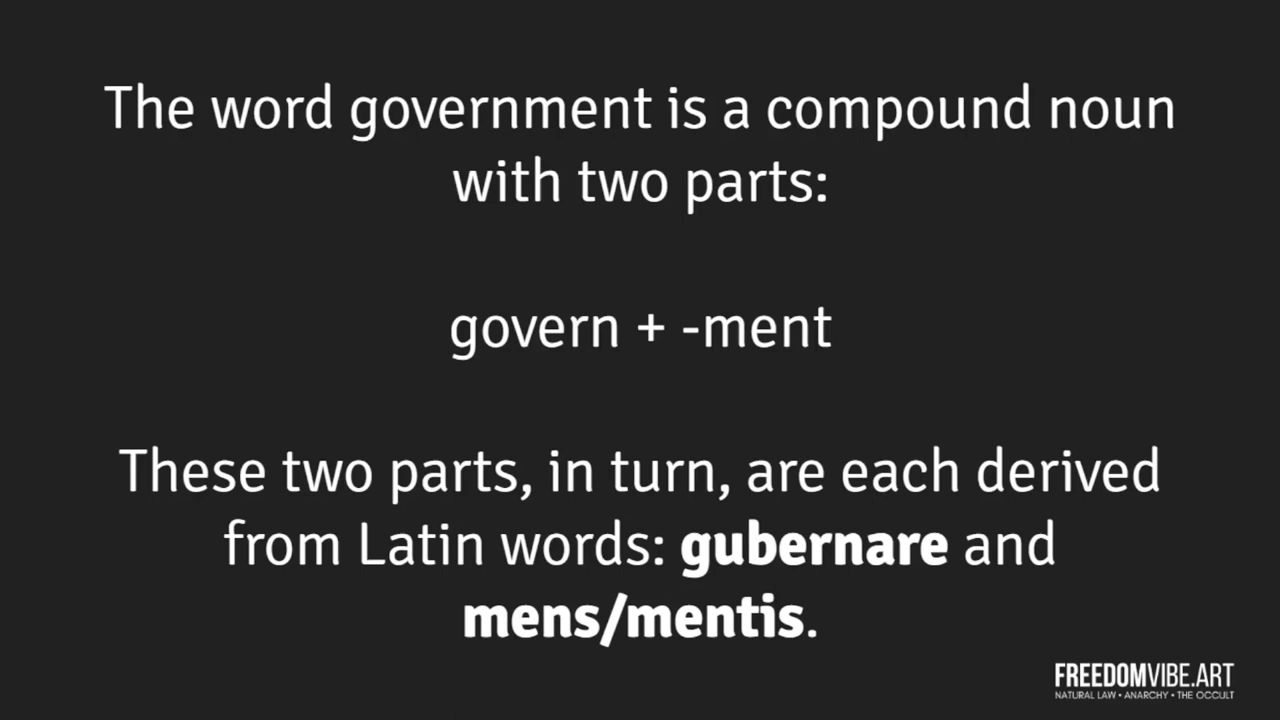 The word government is a compound noun
with two parts:
govern + -ment
These two parts, in turn, are each derived
from Latin words: gubernare and
mens/mentis.
FREEDOMVIBE.ART
NATURAL LAW • ANARCHY • THE OCCULT